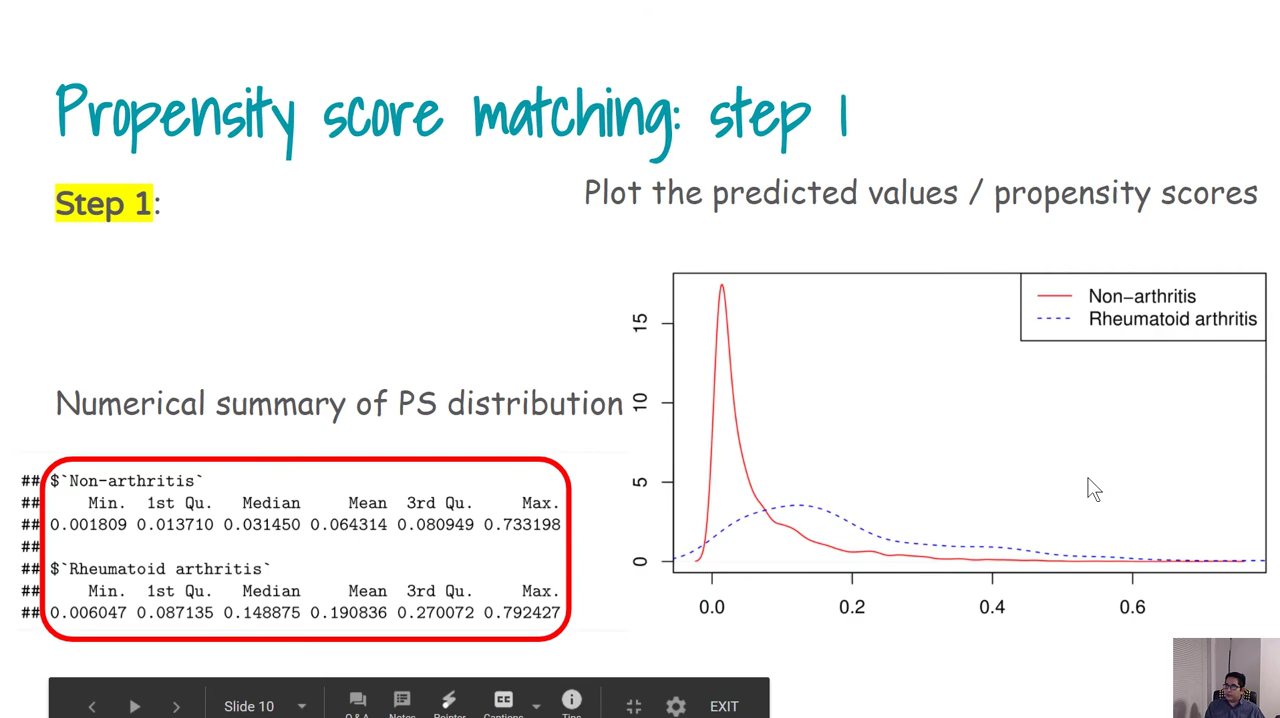 Propensity score matching: step 1
Step 1:
Plot the predicted values / propensity scores
Numerical summary of PS distribution
## $`Non-arthritis`
## Min. 1st Qu. Median Mean 3rd Qu. Max.
## 0.001809 0.013710 0.031450 0.064314 0.080949 0.733198
##
## $`Rheumatoid arthritis`
## Min. 1st Qu. Median Mean 3rd Qu. Max.
## 0.006047 0.087135 0.148875 0.190836 0.270072 0.792427
Non−arthritis
Rheumatoid arthritis
15
10
5
0
0.0 0.2 0.4 0.6
Slide 10
Q & A Notes Pointer Captions Tips
EXIT